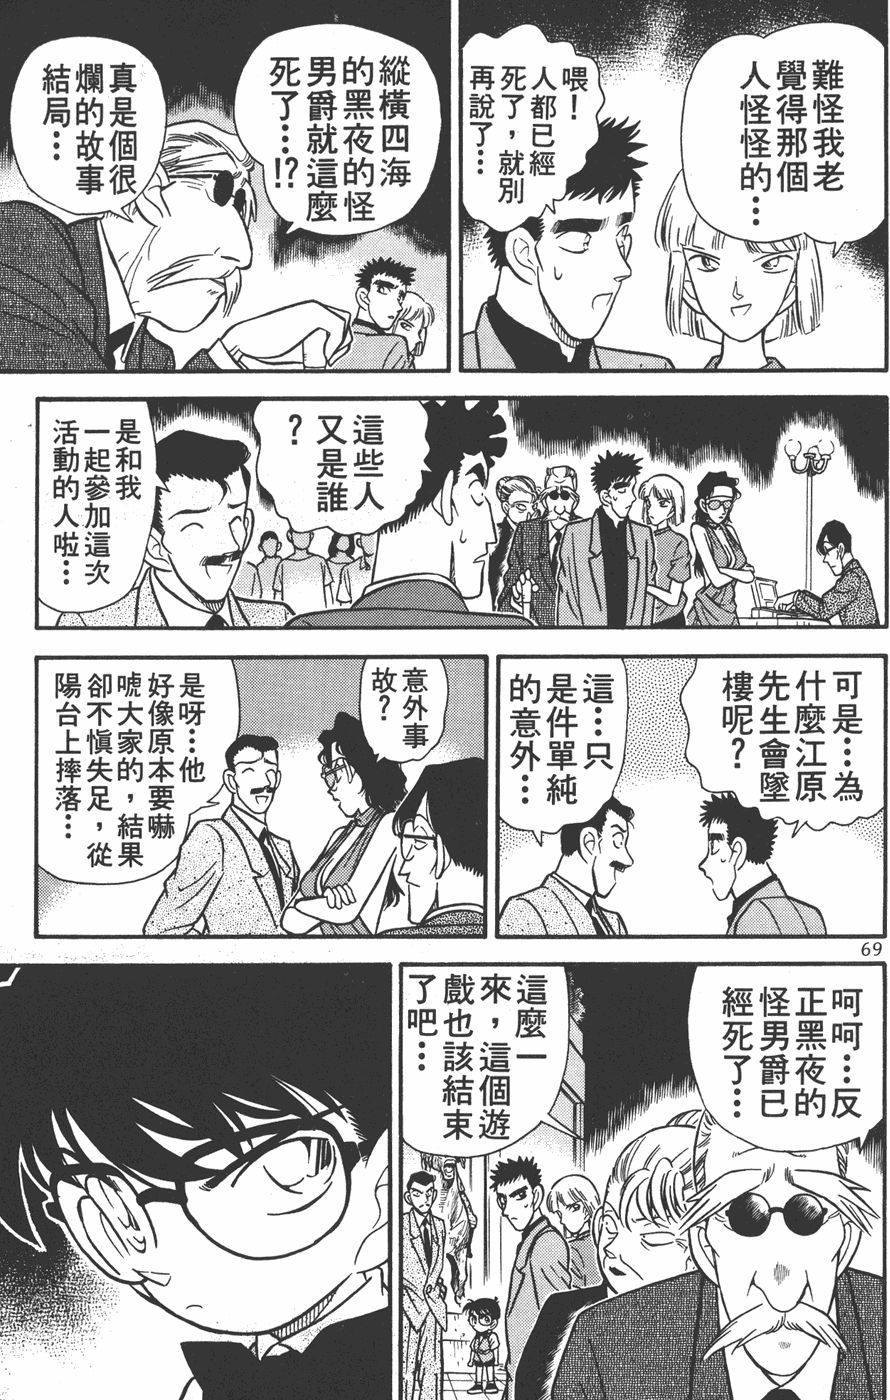 難怪我老
覺得那個
人怪怪的…
喂！
人都已經
死了，就別
再說了…
縱橫四海
的黑夜的怪
男爵就這麼
死了…!?
真是個很
爛的故事
結局…
這些人
又是誰
？
是和我
一起參加這次
活動的人啦…
可是…為
什麼江原
先生會墜
樓呢？
這…只
是件單純
的意外…
意外事
故？
是呀…他
好像原本要嚇
唬大家的，結果
卻不慎失足，從
陽台上摔落…
69
呵呵…反
正黑夜的
怪男爵已
經死了…
這麼一
來，這個遊
戲也該結束
了吧…